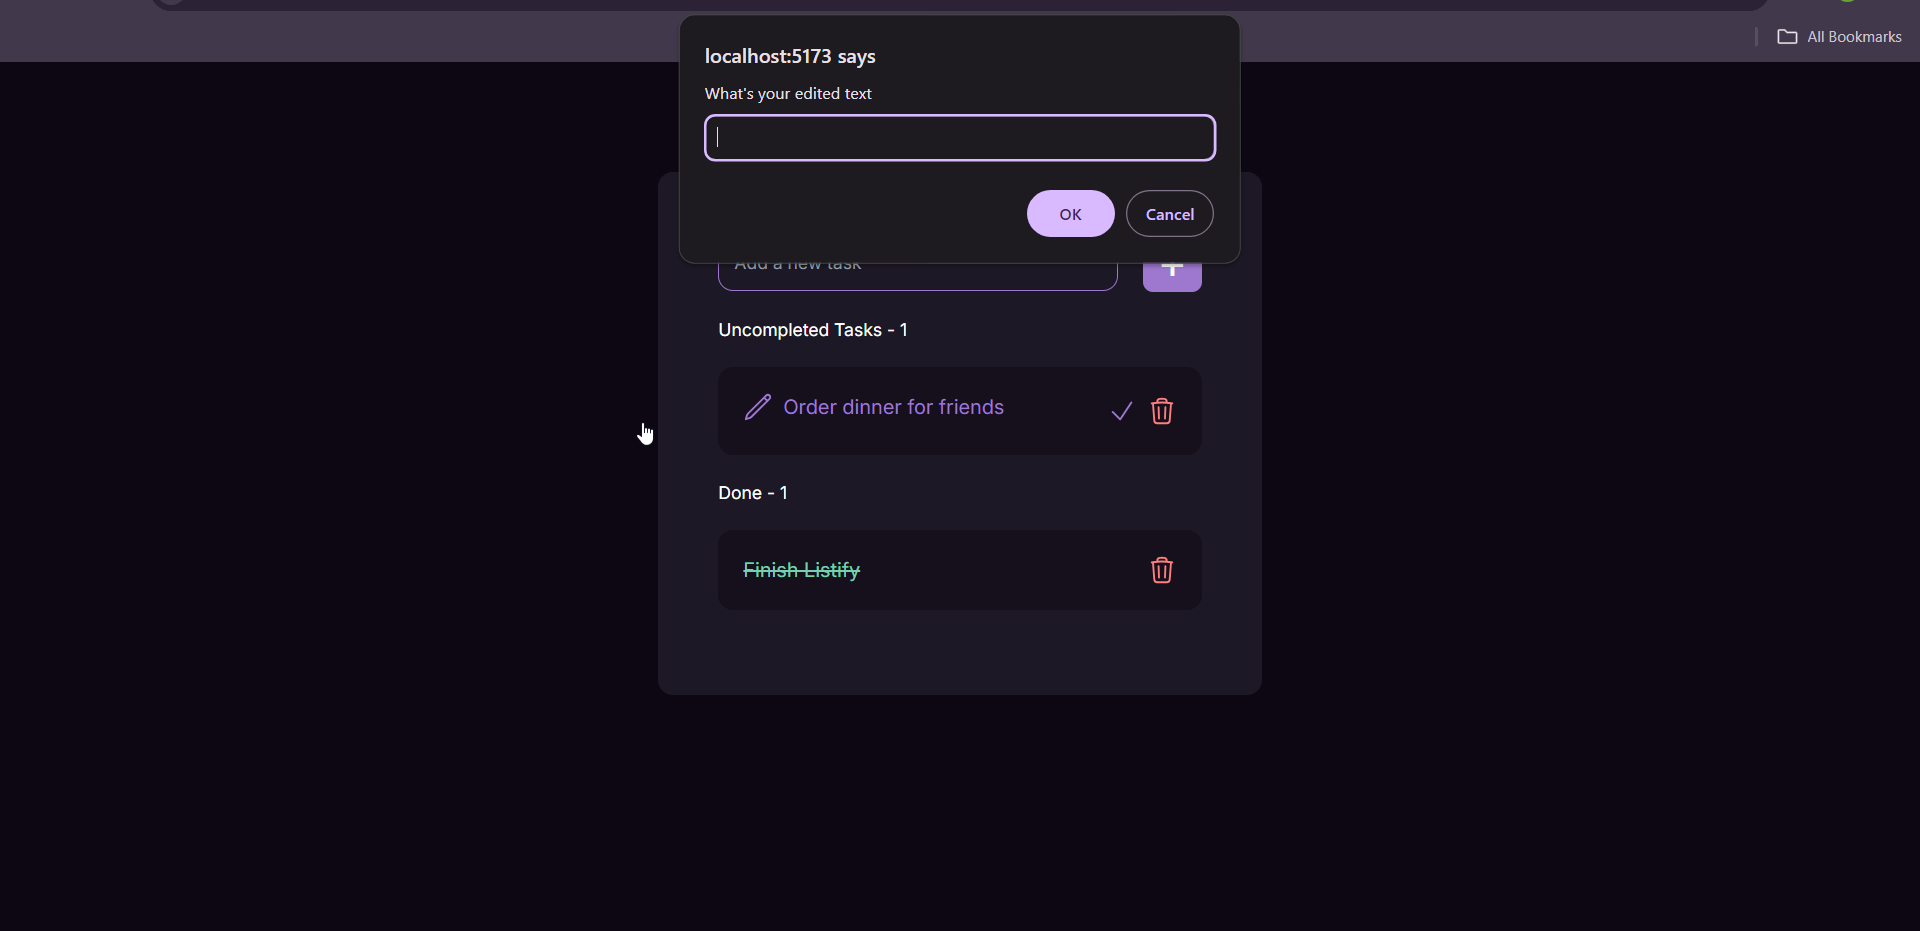 All Bookmarks
localhost:5173 says
What's your edited text
OK
Cancel
Add a new task
Uncompleted Tasks - 1
Order dinner for friends
Done - 1
Finish Listify